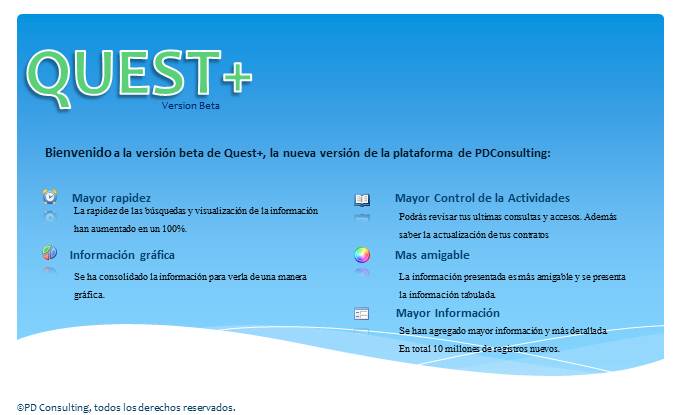 QUEST+
Version Beta
Bienvenido a la versión beta de Quest+, la nueva versión de la plataforma de PDConsulting:
Mayor rapidez
La rapidez de las búsquedas y visualización de la información
han aumentado en un 100%.
Información gráfica
Se ha consolidado la información para verla de una manera
gráfica.
Mayor Control de la Actividades
Podrás revisar tus ultimas consultas y accesos. Además
saber la actualización de tus contratos
Mas amigable
La información presentada es más amigable y se presenta
la información tabulada.
Mayor Información
Se han agregado mayor información y más detallada.
En total 10 millones de registros nuevos.
©PD Consulting, todos los derechos reservados.